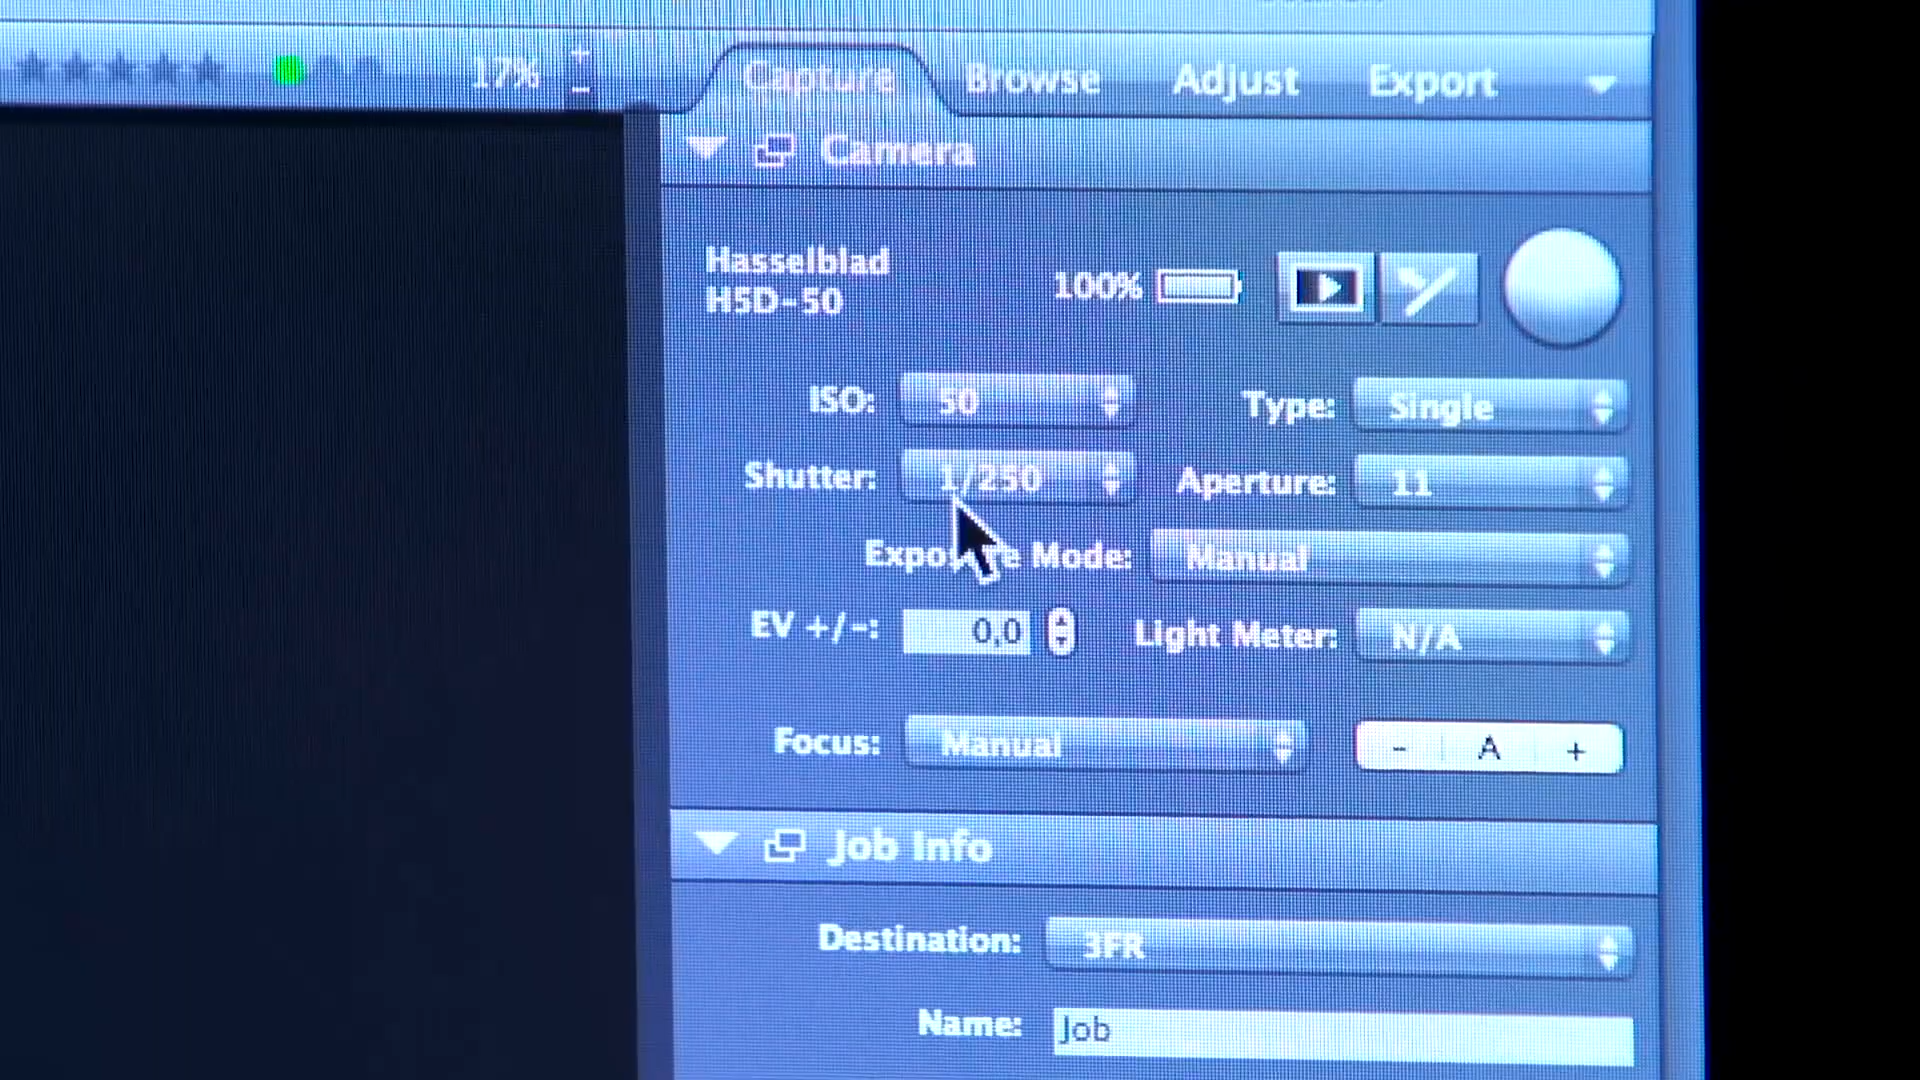 17% + -
Capture Browse Adjust Export
Camera
Hasselblad
H5D-50
100%
ISO: 50 Type: Single
Shutter: 1/250 Aperture: 11
Expo e Mode: Manual
EV +/-: 0,0 Light Meter: N/A
Focus: Manual - A +
Job Info
Destination: 3FR
Name: Job